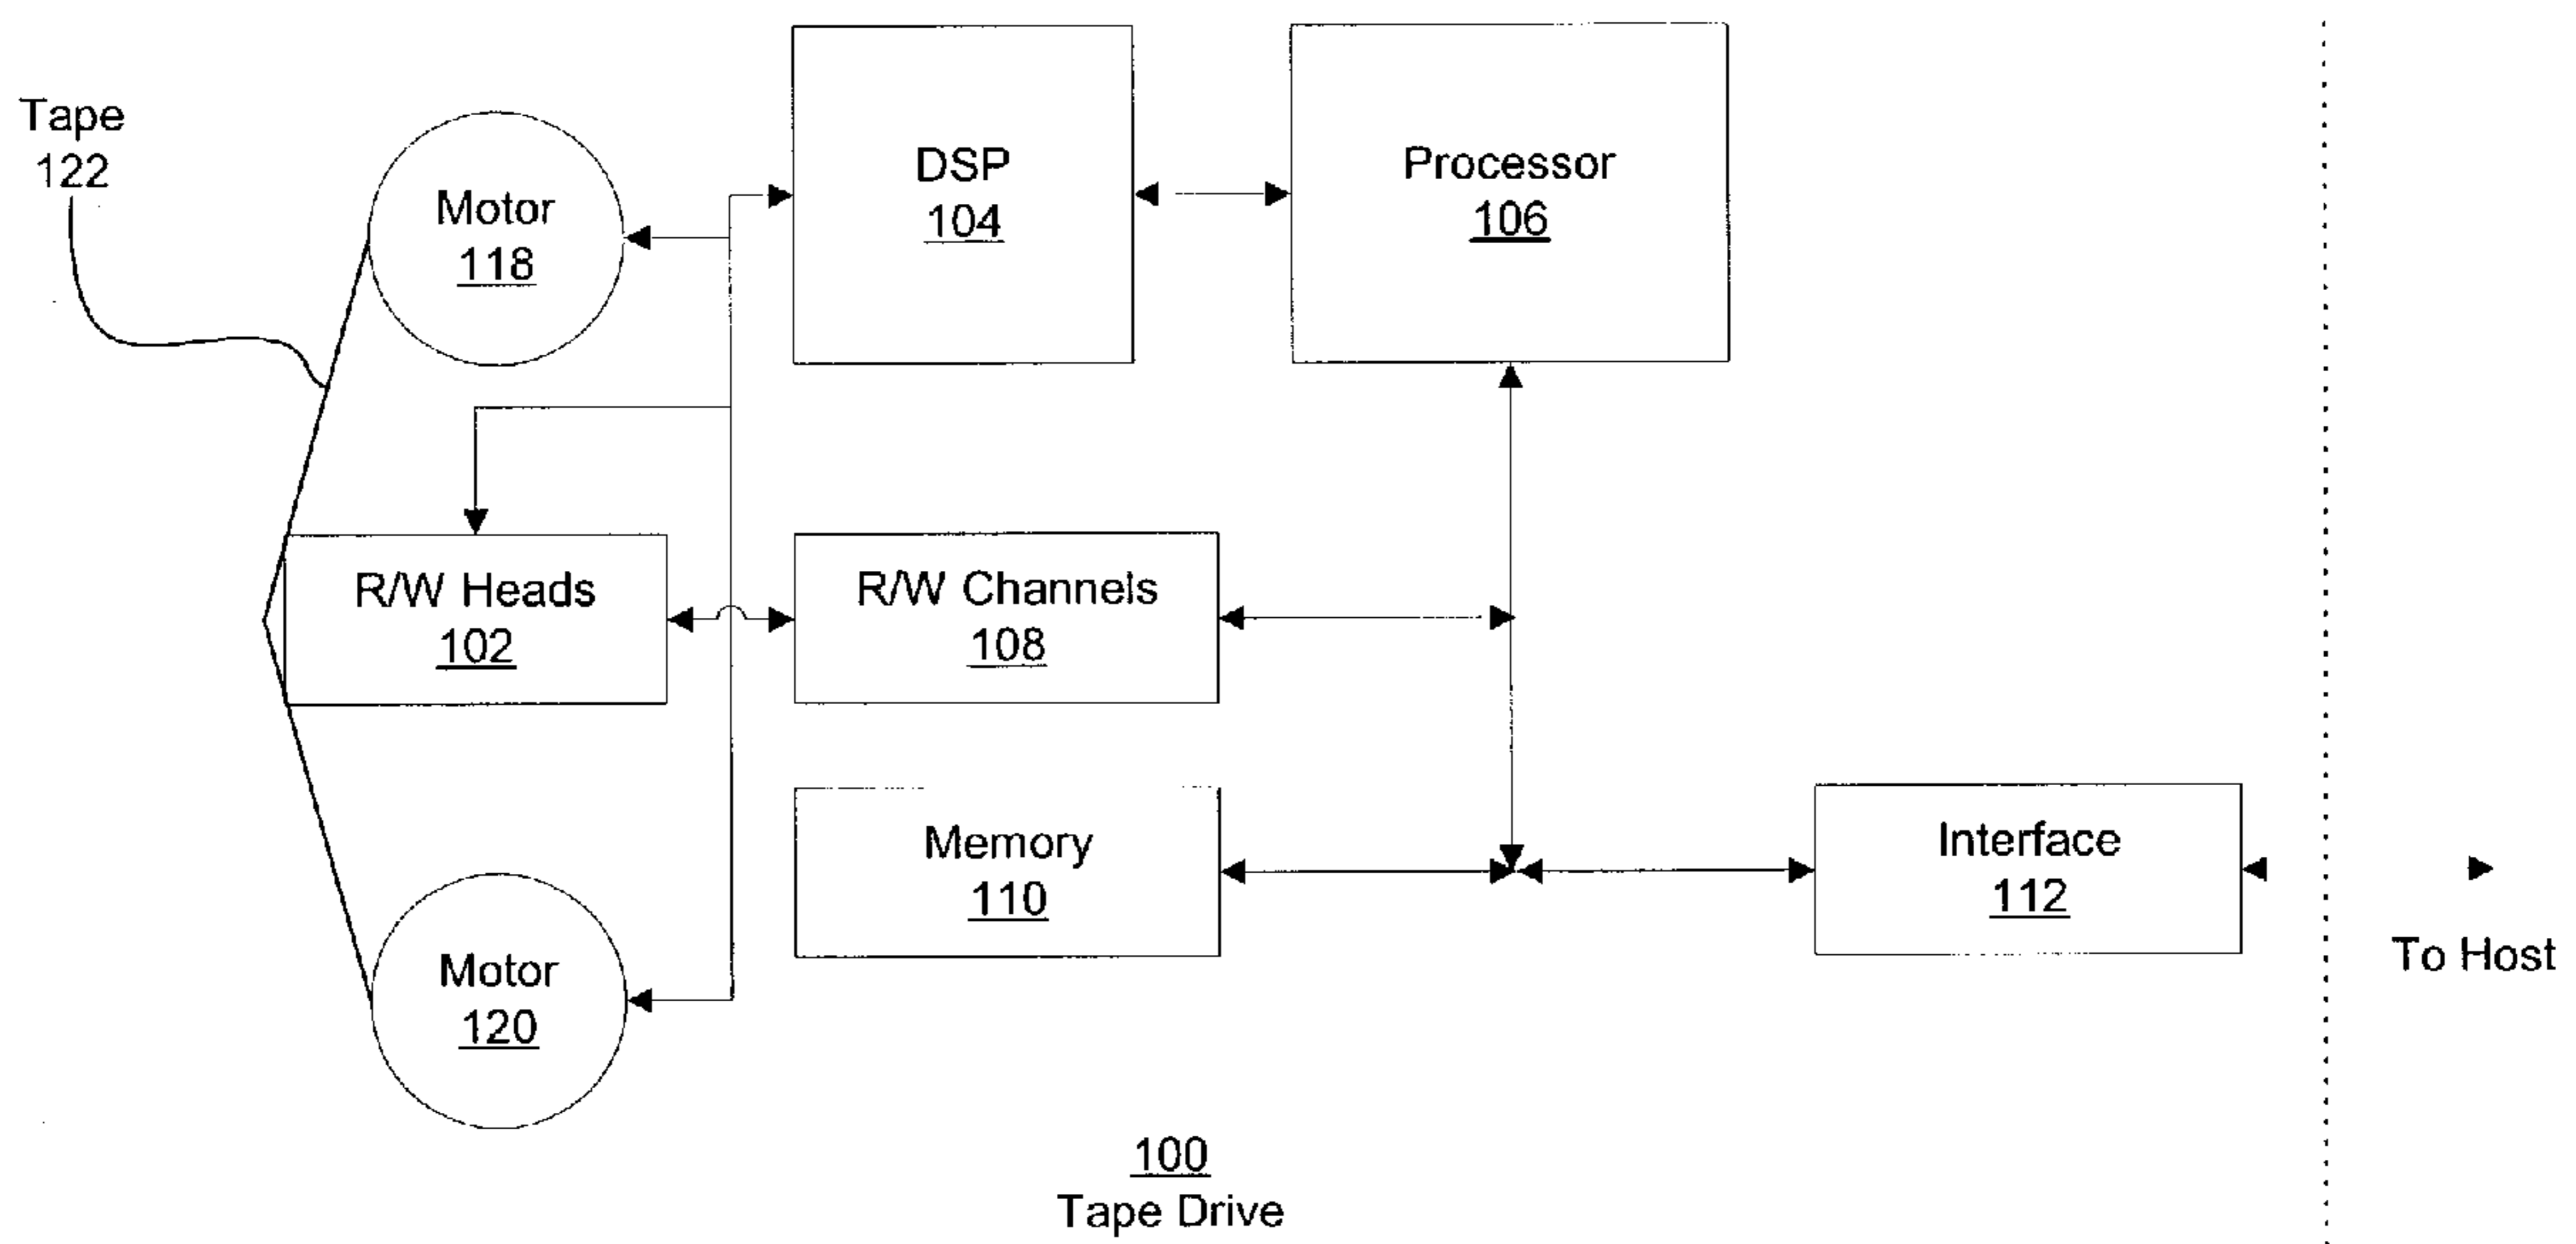 Tape
122
Motor
118
DSP
104
Processor
106
R/W Heads
102
R/W Channels
108
Memory
110
Interface
112
To Host
Motor
120
100
Tape Drive